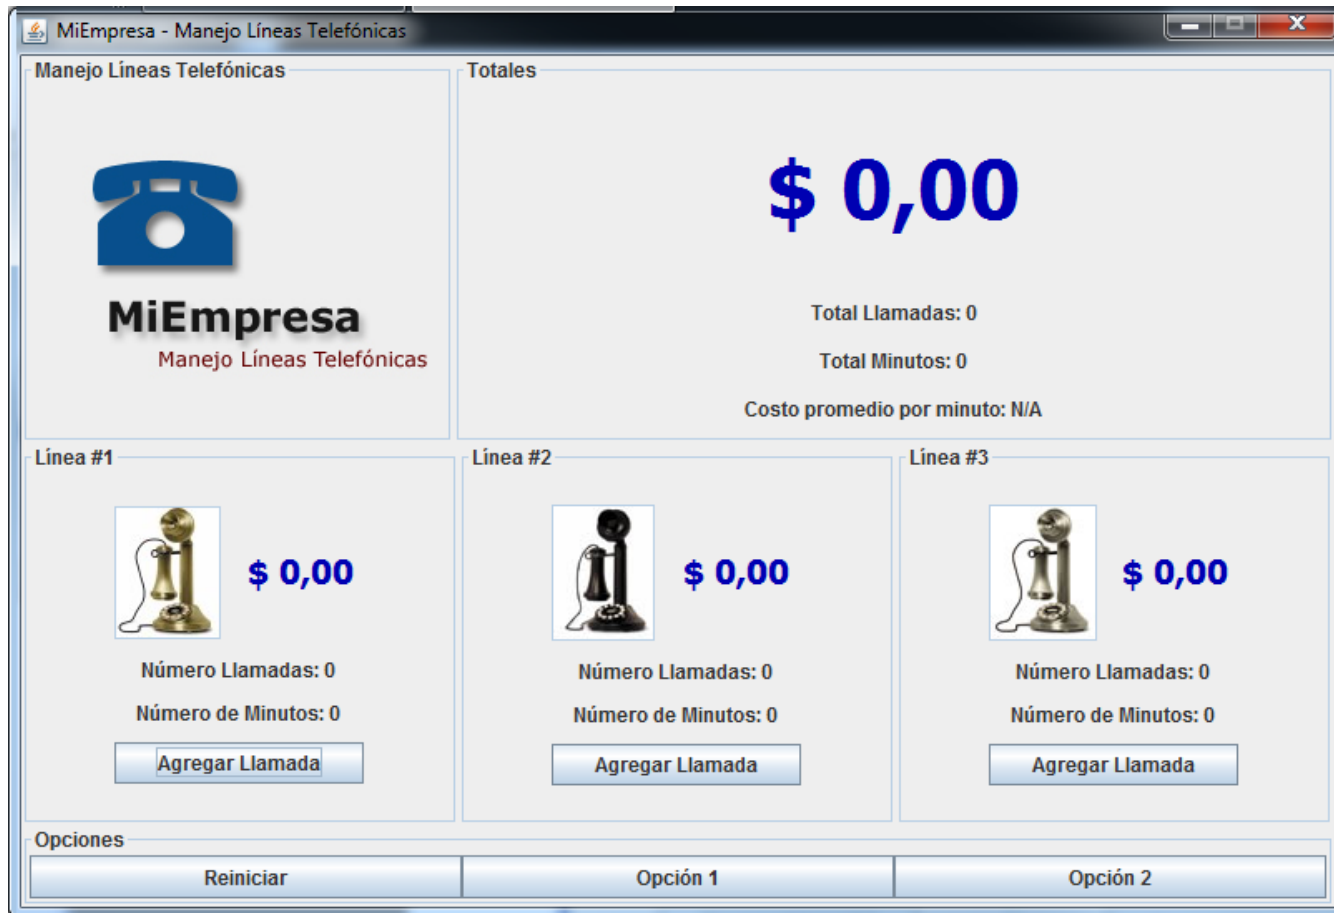 MiEmpresa - Manejo Líneas Telefónicas
Manejo Líneas Telefónicas
Totales
MiEmpresa
Manejo Líneas Telefónicas
$ 0,00
Total Llamadas: 0
Total Minutos: 0
Costo promedio por minuto: N/A
Línea #1
$ 0,00
Número Llamadas: 0
Número de Minutos: 0
Agregar Llamada
Línea #2
$ 0,00
Número Llamadas: 0
Número de Minutos: 0
Agregar Llamada
Línea #3
$ 0,00
Número Llamadas: 0
Número de Minutos: 0
Agregar Llamada
Opciones
Reiniciar
Opción 1
Opción 2